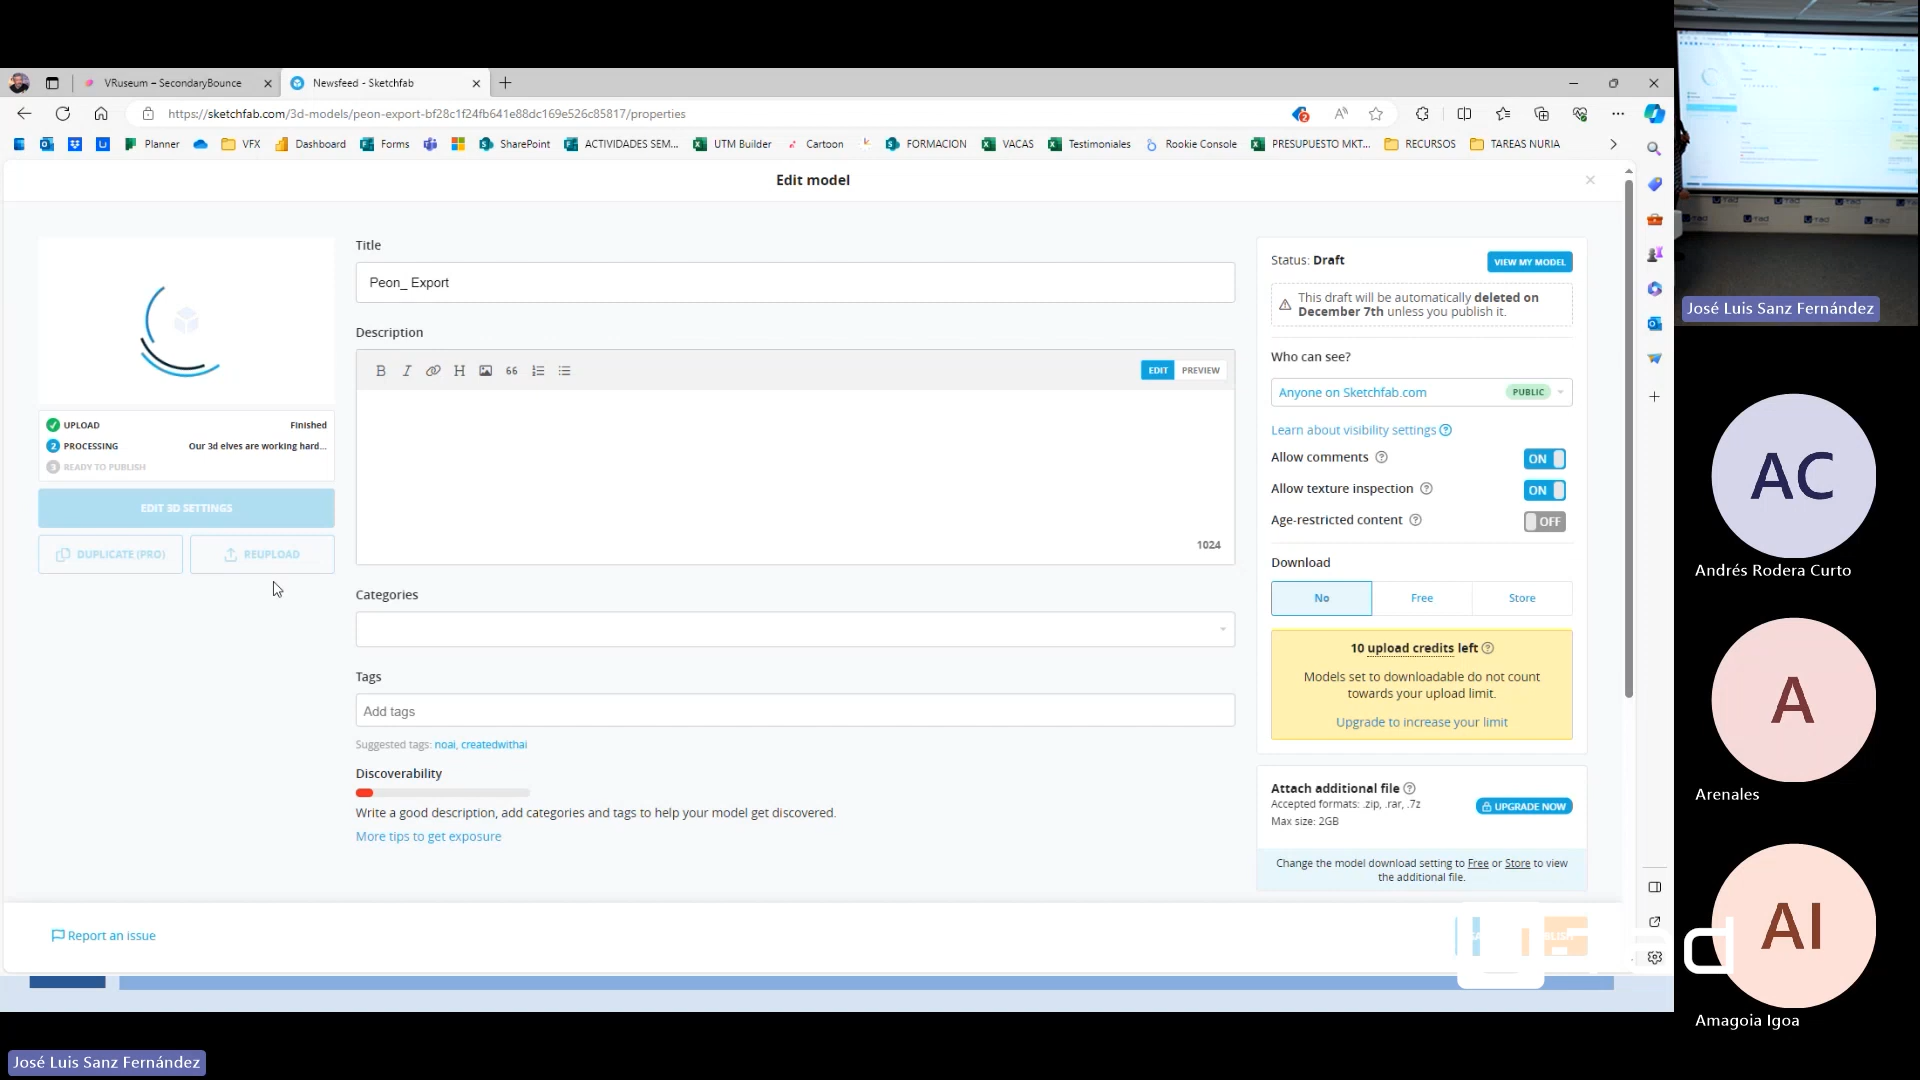 VRuseum – SecondaryBounce
Newsfeed - Sketchfab
https://sketchfab.com/3d-models/peon-export-bf28c1f24fb641e88dc169e526c85817/properties
2
Planner
VFX
Dashboard
Forms
SharePoint
ACTIVIDADES SEM...
UTM Builder
Cartoon
FORMACION
VACAS
Testimoniales
Rookie Console
PRESUPUESTO MKT...
RECURSOS
TAREAS NURIA
Edit model
UPLOAD Finished
2 PROCESSING Our 3d elves are working hard...
3 READY TO PUBLISH
EDIT 3D SETTINGS
DUPLICATE (PRO)
REUPLOAD
Title
Peon_ Export
Description
B I H 66
EDIT PREVIEW
1024
Categories
Tags
Add tags
Suggested tags: noai, createdwithai
Discoverability
Write a good description, add categories and tags to help your model get discovered.
More tips to get exposure
Status: Draft
VIEW MY MODEL
This draft will be automatically deleted on
December 7th unless you publish it.
Who can see?
Anyone on Sketchfab.com PUBLIC
Learn about visibility settings
Allow comments ON
Allow texture inspection ON
Age-restricted content OFF
Download
No Free Store
10 upload credits left
Models set to downloadable do not count
towards your upload limit.
Upgrade to increase your limit
Attach additional file
Accepted formats: .zip, .rar, .7z
Max size: 2GB
UPGRADE NOW
Change the model download setting to Free or Store to view
the additional file.
Report an issue
José Luis Sanz Fernández
AC
Andrés Rodera Curto
A
Arenales
AI
Amagoia Igoa
José Luis Sanz Fernández